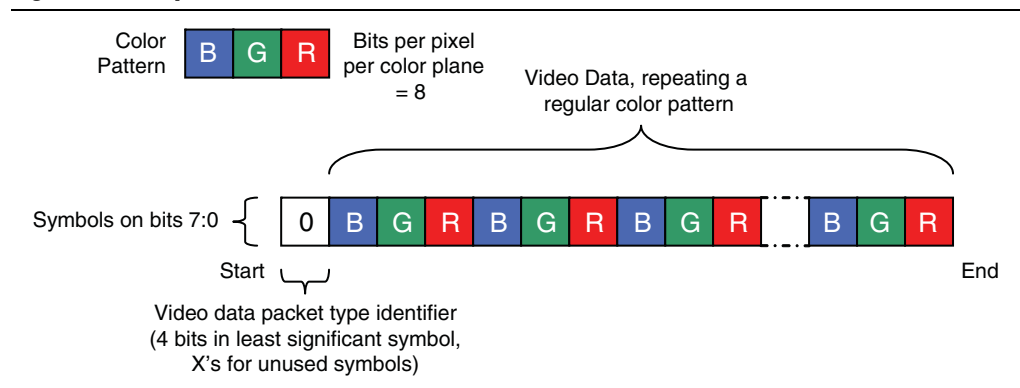 Color
Pattern
B G R
Bits per pixel
per color plane
= 8
Video Data, repeating a
regular color pattern
Symbols on bits 7:0
0 B G R B G R B G R B G R
Start
End
Video data packet type identifier
(4 bits in least significant symbol,
X's for unused symbols)